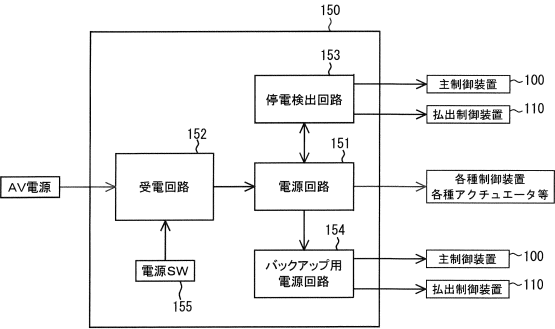 150
153
停電検出回路
主制御装置
100
払出制御装置
110
152
151
AV電源
受電回路
電源回路
各種制御装置
各種アクチュエータ等
154
電源SW
155
バックアップ用
電源回路
主制御装置
100
払出制御装置
110